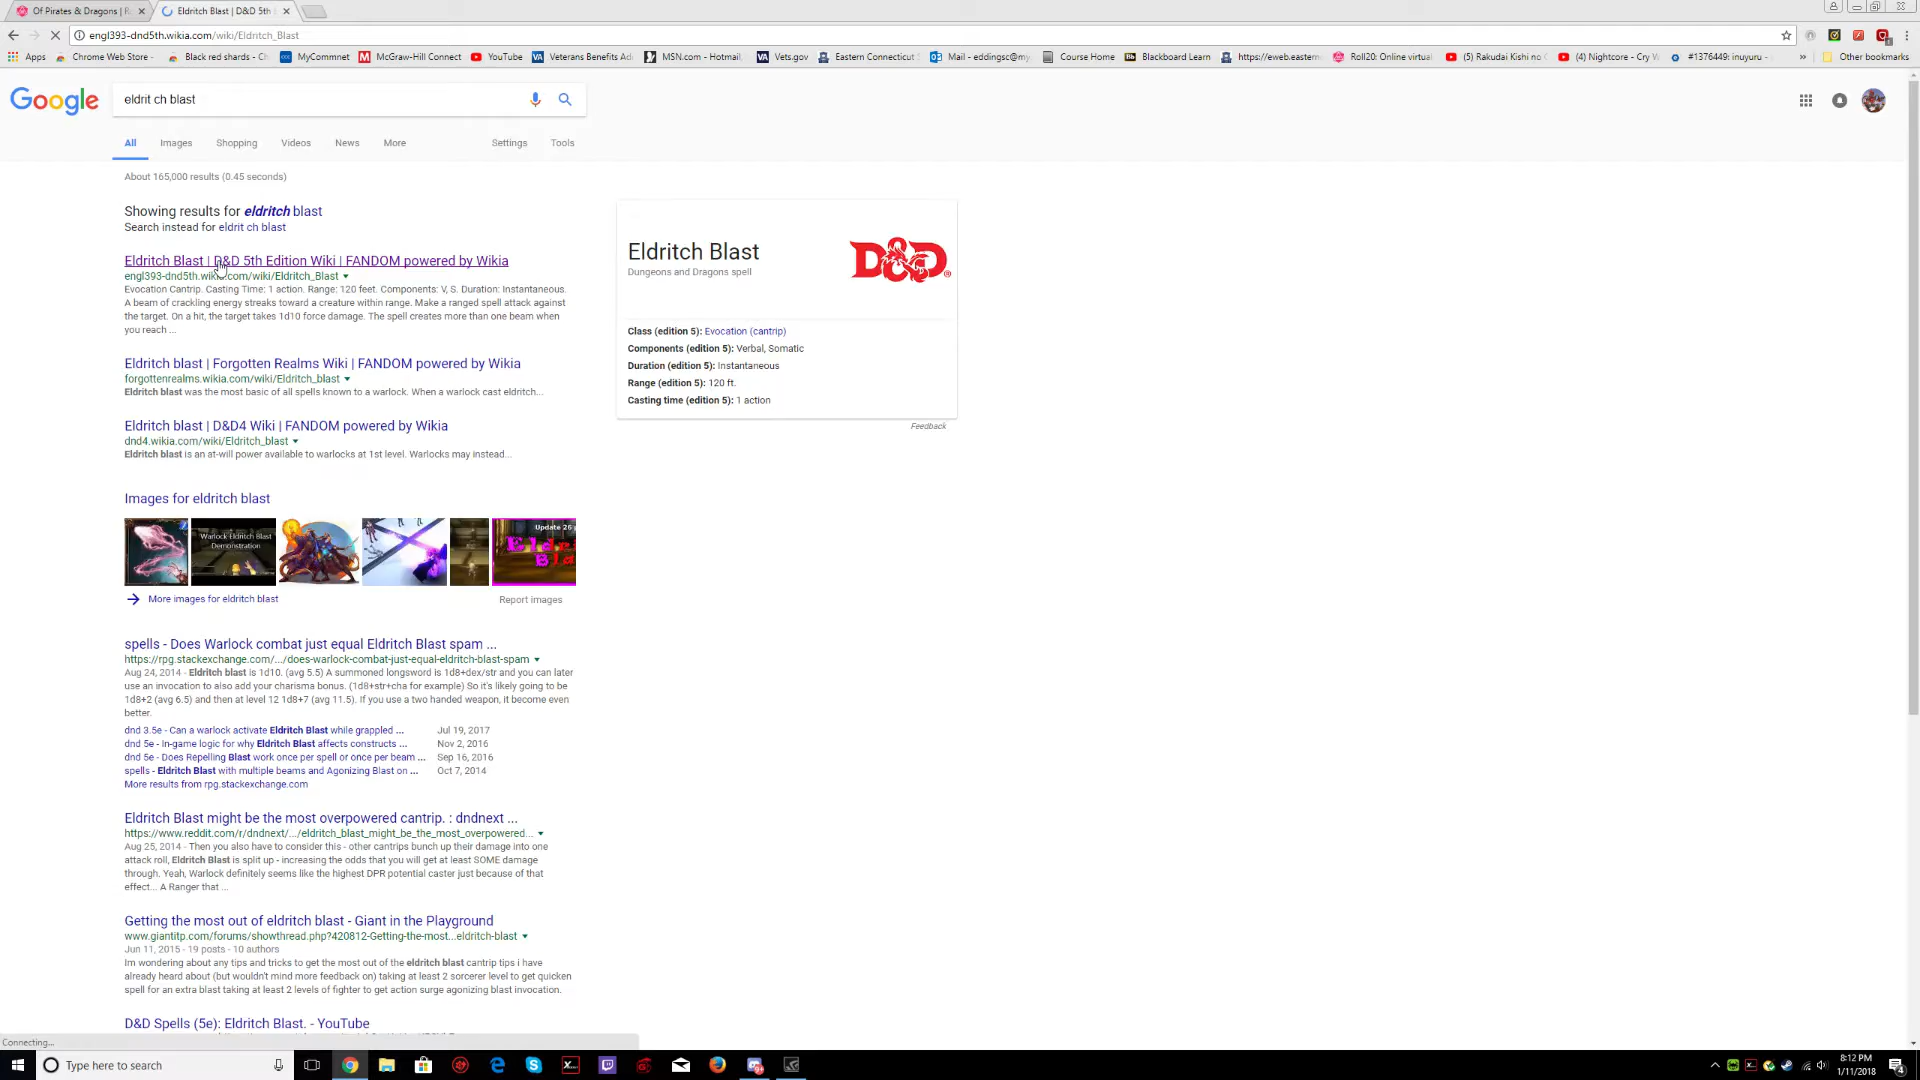 Of Pirates & Dragons | R
Eldritch Blast | D&D 5th
engl393-dnd5th.wikia.com/wiki/Eldritch_Blast
Apps Chrome Web Store - Black red shards - Ch MyCommnet McGraw-Hill Connect YouTube Veterans Benefits Ad Chrome MSN.com - Hotmail, Vets.gov Eastern Connecticut Mail - eddingsc@my. Course Home Blackboard Learn https://eweb.eastern Roll20: Online virtual (5) Rakudai Kishi no (4) Nightcore - Cry #1376449: inuyuru - » Other bookmarks
Google
eldrit ch blast
All Images Shopping Videos News More Settings Tools
About 165,000 results (0.45 seconds)
Showing results for eldritch blast
Search instead for eldrit ch blast
Eldritch Blast | D&D 5th Edition Wiki | FANDOM powered by Wikia
engl393-dnd5th.wikia.com/wiki/Eldritch_Blast
Evocation Cantrip. Casting Time: 1 action. Range: 120 feet. Components: V, S. Duration: Instantaneous.
A beam of crackling energy streaks toward a creature within range. Make a ranged spell attack against
the target. On a hit, the target takes 1d10 force damage. The spell creates more than one beam when
you reach ...
Eldritch blast | Forgotten Realms Wiki | FANDOM powered by Wikia
forgottenrealms.wikia.com/wiki/Eldritch_blast
Eldritch blast was the most basic of all spells known to a warlock. When a warlock cast eldritch...
Eldritch blast | D&D4 Wiki | FANDOM powered by Wikia
dnd4.wikia.com/wiki/Eldritch_blast
Eldritch blast is an at-will power available to warlocks at 1st level. Warlocks may instead...
Images for eldritch blast
Warlock Eldritch Blast
Demonstration
Update 26
More images for eldritch blast
Report images
spells - Does Warlock combat just equal Eldritch Blast spam ...
https://rpg.stackexchange.com/.../does-warlock-combat-just-equal-eldritch-blast-spam
Aug 24, 2014 - Eldritch blast is 1d10. (avg 5.5) A summoned longsword is 1d8+dex/str and you can later
use an invocation to also add your charisma bonus. (1d8+str+cha for example) So it's likely going to be
1d8+2 (avg 6.5) and then at level 12 1d8+7 (avg 11.5). If you use a two handed weapon, it become even
better.
dnd 3.5e - Can a warlock activate Eldritch Blast while grappled ... Jul 19, 2017
dnd 5e - In-game logic for why Eldritch Blast affects constructs ... Nov 2, 2016
dnd 5e - Does Repelling Blast work once per spell or once per beam ... Sep 16, 2016
spells - Eldritch Blast with multiple beams and Agonizing Blast on ... Oct 7, 2014
More results from rpg.stackexchange.com
Eldritch Blast might be the most overpowered cantrip. : dndnext ...
https://www.reddit.com/r/dndnext/.../eldritch_blast_might_be_the_most_overpowered...
Aug 25, 2014 - Then you also have to consider this - other cantrips bunch up their damage into one
attack roll, Eldritch Blast is split up - increasing the odds that you will get at least SOME damage
through. Yeah, Warlock definitely seems like the highest DPR potential caster just because of that
effect... A Ranger that ...
Getting the most out of eldritch blast - Giant in the Playground
www.giantitp.com/forums/showthread.php?420812-Getting-the-most...eldritch-blast
Jun 11, 2015 - 19 posts - 10 authors
Im wondering about any tips and tricks to get the most out of the eldritch blast cantrip tips i have
already heard about (but wouldn't mind more feedback on) taking at least 2 sorcerer level to get quicken
spell for an extra blast taking at least 2 levels of fighter to get action surge agonizing blast invocation.
D&D Spells (5e): Eldritch Blast. - YouTube
Eldritch Blast
Dungeons and Dragons spell
D&D
Class (edition 5): Evocation (cantrip)
Components (edition 5): Verbal, Somatic
Duration (edition 5): Instantaneous
Range (edition 5): 120 ft.
Casting time (edition 5): 1 action
Feedback
Connecting...
Type here to search
8:12 PM
1/11/2018